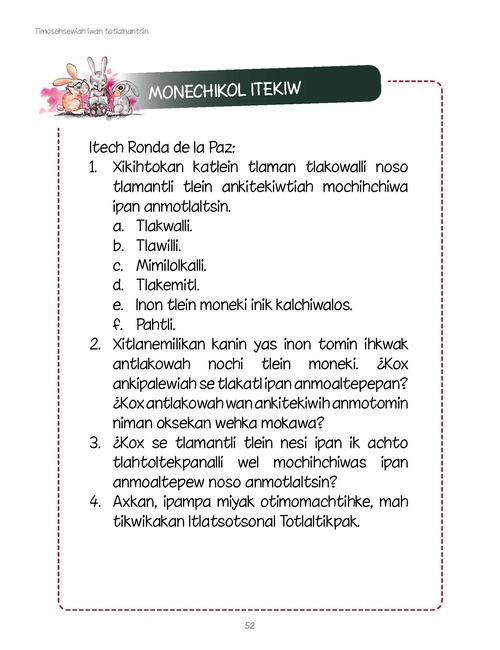 Timosehsewiah iwan totlalnantsin
MONECHIKOL ITEKIW
Itech Ronda de la Paz:
1. Xikihtokan katlein tlaman tlakowalli noso
tlamantli tlein ankitekiwtiah mochihchiwa
ipan anmotlaltsin.
a. Tlakwalli.
b. Tlawilli.
c. Mimilolkalli.
d. Tlakemitl.
e. Inon tlein moneki inik kalchiwalos.
f. Pahtli.
2. Xitlanemilikan kanin yas inon tomin ihkwak
antlakowah nochi tlein moneki. ¿Kox
ankipalewiah se tlakatl ipan anmoaltepepan?
¿Kox antlakowah wan ankitekiwih anmotomin
niman oksekan wehka mokawa?
3. ¿Kox se tlamantli tlein nesi ipan ik achto
tlahtoltekpanalli wel mochihchiwas ipan
anmoaltepew noso anmotlaltsin?
4. Axkan, ipampa miyak otimomachtihke, mah
tikwikakan Itlatsotsonal Totlaltikpak.
52